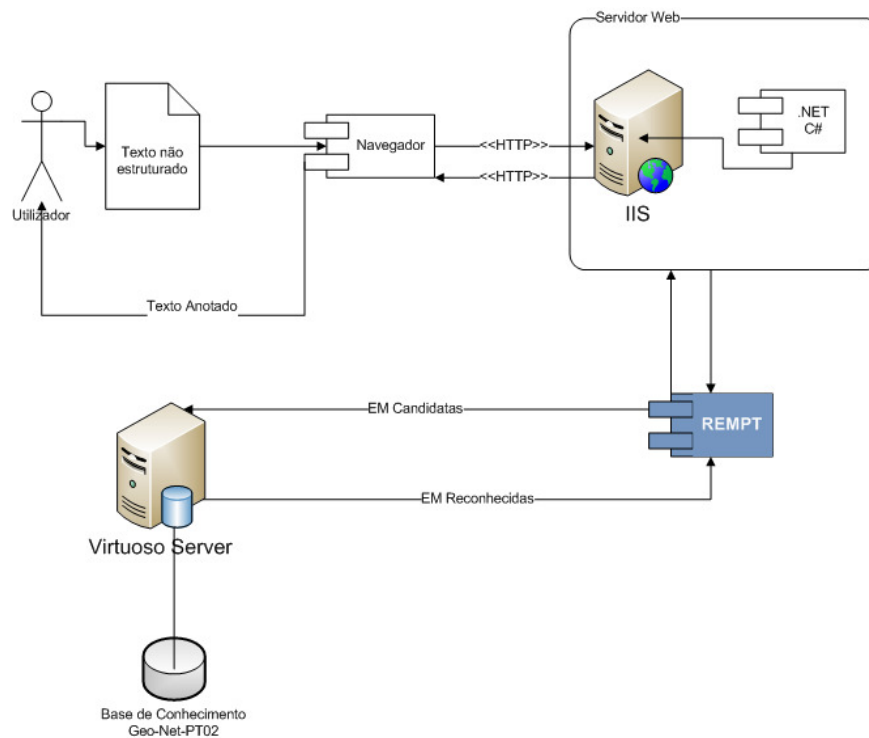 Servidor Web
.NET
C#
Texto não
estruturado
Navegador
<<HTTP>>
<<HTTP>>
IIS
Utilizador
Texto Anotado
EM Candidatas
REMPT
EM Reconhecidas
Virtuoso Server
Base de Conhecimento
Geo-Net-PT02